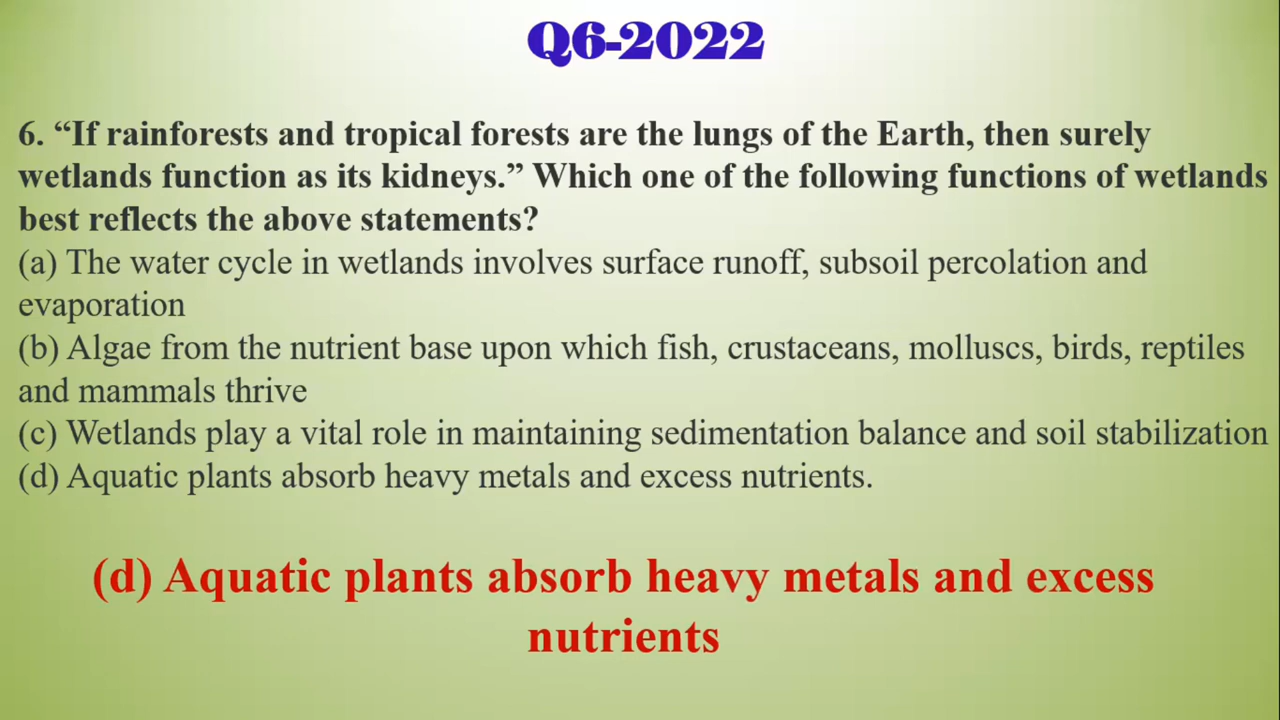 Q6-2022
6. “If rainforests and tropical forests are the lungs of the Earth, then surely
wetlands function as its kidneys.” Which one of the following functions of wetlands
best reflects the above statements?
(a) The water cycle in wetlands involves surface runoff, subsoil percolation and
evaporation
(b) Algae from the nutrient base upon which fish, crustaceans, molluscs, birds, reptiles
and mammals thrive
(c) Wetlands play a vital role in maintaining sedimentation balance and soil stabilization
(d) Aquatic plants absorb heavy metals and excess nutrients.
(d) Aquatic plants absorb heavy metals and excess
nutrients